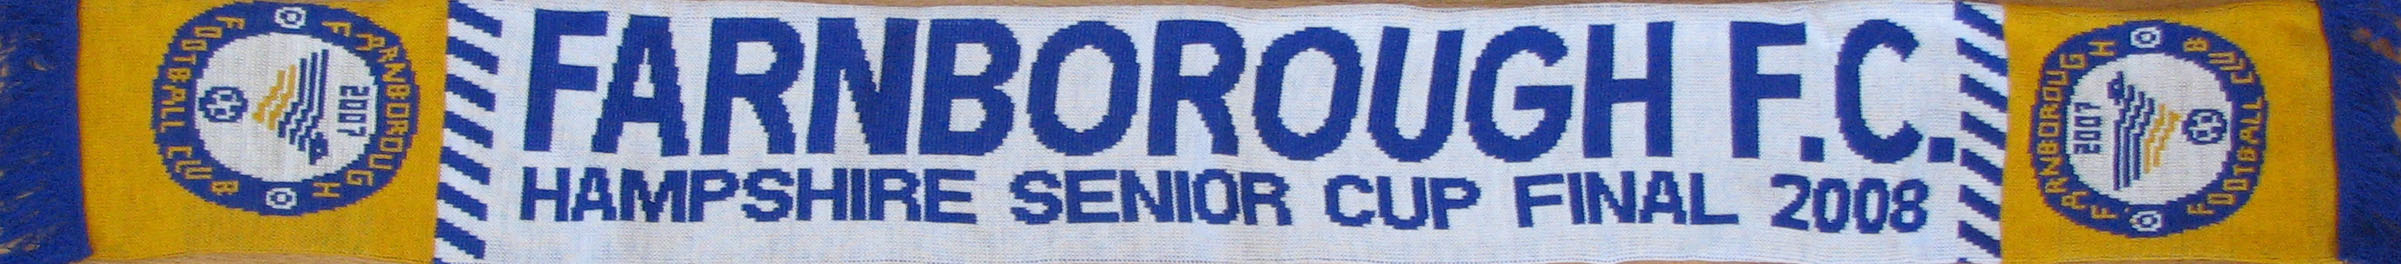 FARNBOROUGH
FOOTBALL CLUB
2007
FARNBOROUGH F.C.
HAMPSHIRE SENIOR CUP FINAL 2008
FARNBOROUGH
FOOTBALL CLUB
2007